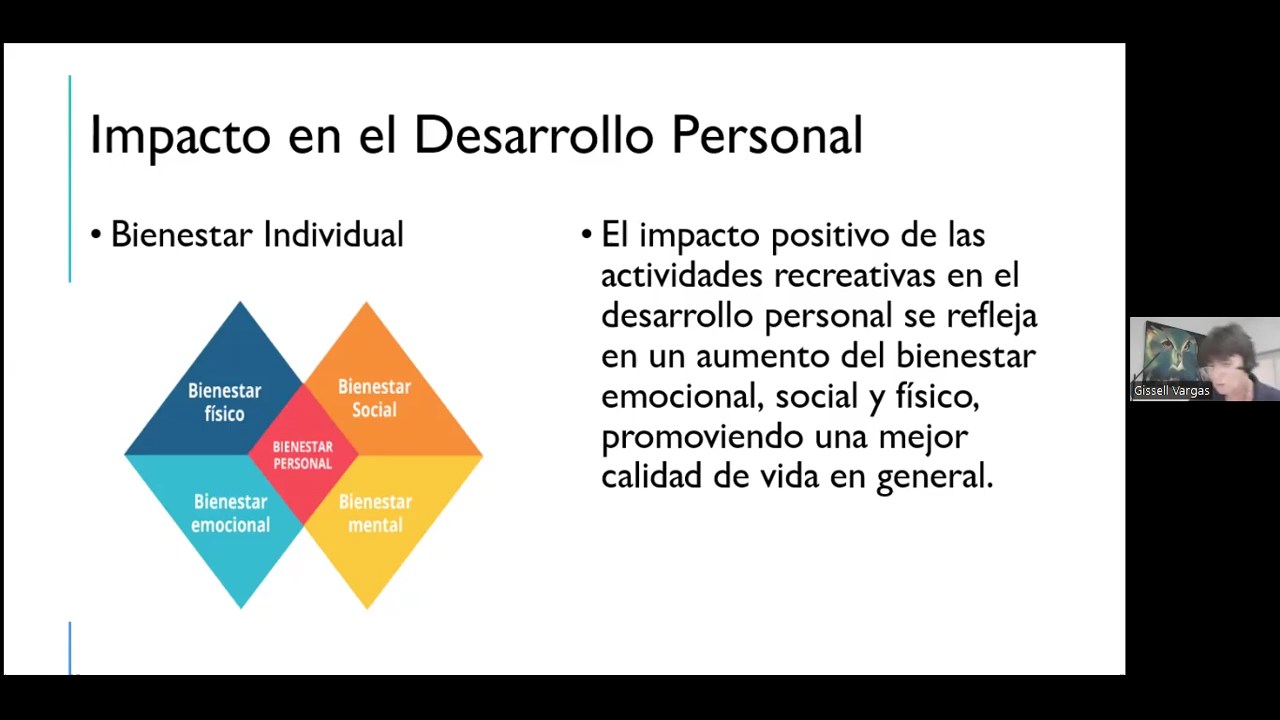 Impacto en el Desarrollo Personal
• Bienestar Individual
Bienestar
físico
Bienestar
Social
BIENESTAR
PERSONAL
Bienestar
emocional
Bienestar
mental
• El impacto positivo de las
actividades recreativas en el
desarrollo personal se refleja
en un aumento del bienestar
emocional, social y físico,
promoviendo una mejor
calidad de vida en general.
Gissell Vargas